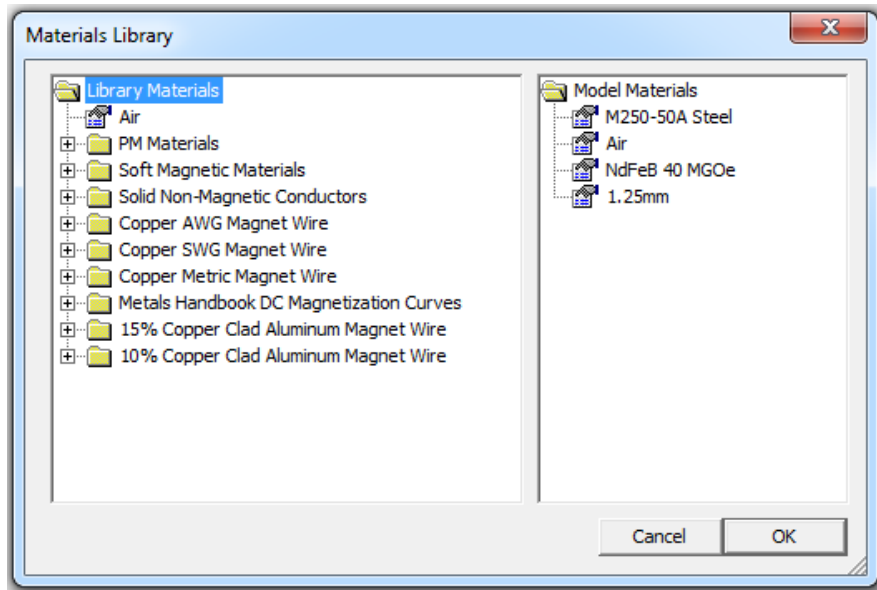 Materials Library
Library Materials
Air
PM Materials
Soft Magnetic Materials
Solid Non-Magnetic Conductors
Copper AWG Magnet Wire
Copper SWG Magnet Wire
Copper Metric Magnet Wire
Metals Handbook DC Magnetization Curves
15% Copper Clad Aluminum Magnet Wire
10% Copper Clad Aluminum Magnet Wire
Model Materials
M250-50A Steel
Air
NdFeB 40 MGOe
1.25mm
Cancel
OK